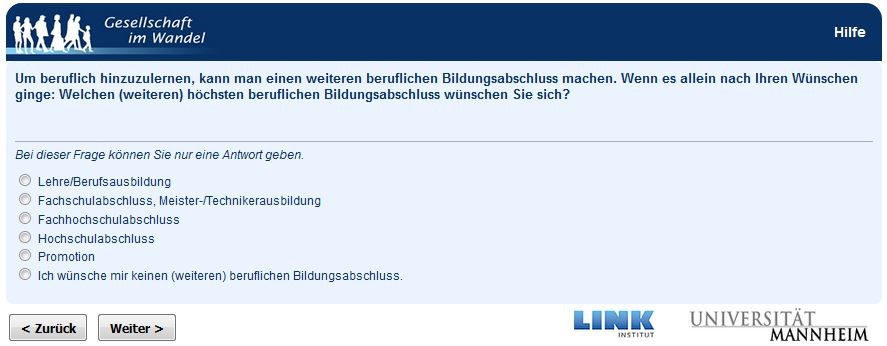 Gesellschaft
im Wandel
Hilfe
Um beruflich hinzuzulernen, kann man einen weiteren beruflichen Bildungsabschluss machen. Wenn es allein nach Ihren Wünschen
ginge: Welchen (weiteren) höchsten beruflichen Bildungsabschluss wünschen Sie sich?
Bei dieser Frage können Sie nur eine Antwort geben.
Lehre/Berufsausbildung
Fachschulabschluss, Meister-/Technikerausbildung
Fachhochschulabschluss
Hochschulabschluss
Promotion
Ich wünsche mir keinen (weiteren) beruflichen Bildungsabschluss.
< Zurück
Weiter >
LINK
INSTITUT
UNIVERSITÄT
MANNHEIM